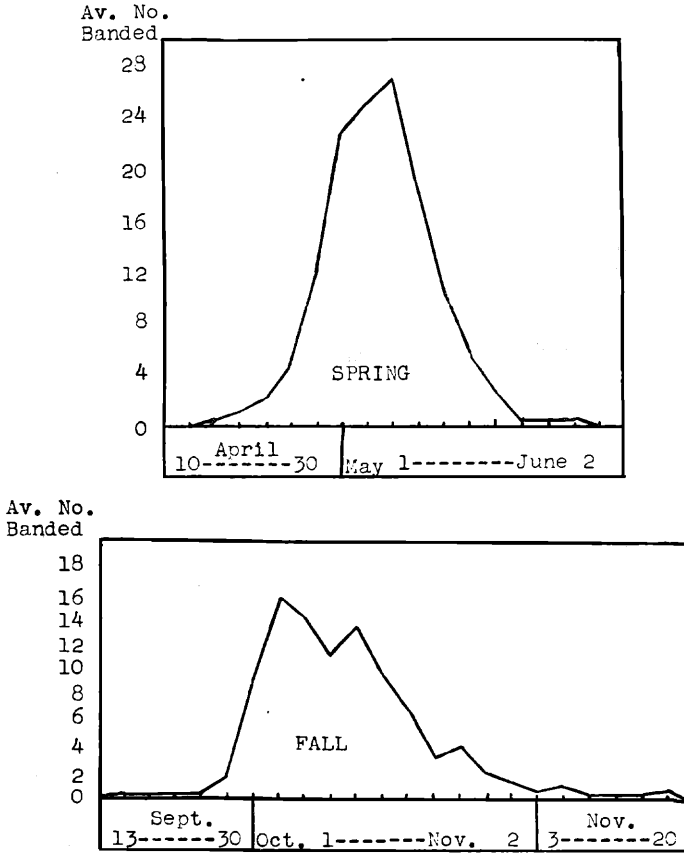 Av. No.
Banded
28
24
20
16
12
8
4
0
SPRING
April
10-------30 May 1--------June 2
Av. No.
Banded
18
16
14
12
10
8
6
4
2
0
FALL
Sept. Nov.
13------30 Oct. 1-------Nov. 2 3------20